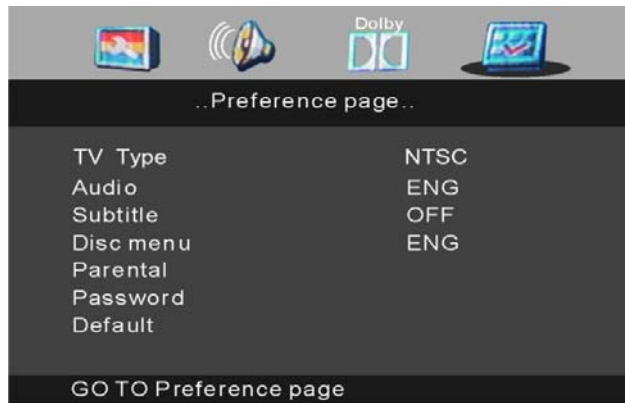 Dolby
..Preference page..
TV Type NTSC
Audio ENG
Subtitle OFF
Disc menu ENG
Parental
Password
Default
GO TO Preference page